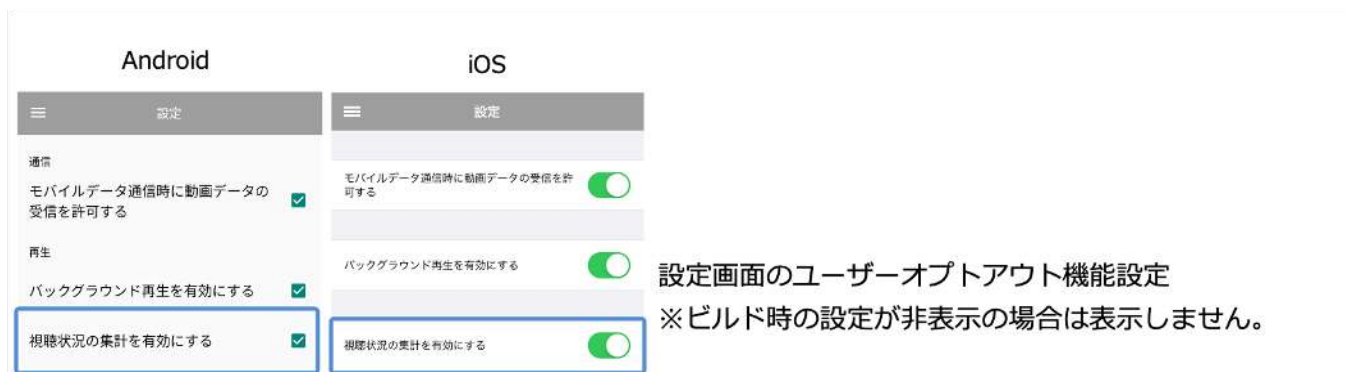 Android
設定
通信
モバイルデータ通信時に動画データの
受信を許可する
再生
バックグラウンド再生を有効にする
視聴状況の集計を有効にする
iOS
設定
モバイルデータ通信時に動画データの受信を許
可する
バックグラウンド再生を有効にする
視聴状況の集計を有効にする
設定画面のユーザーオプトアウト機能設定
※ビルド時の設定が非表示の場合は表示しません。